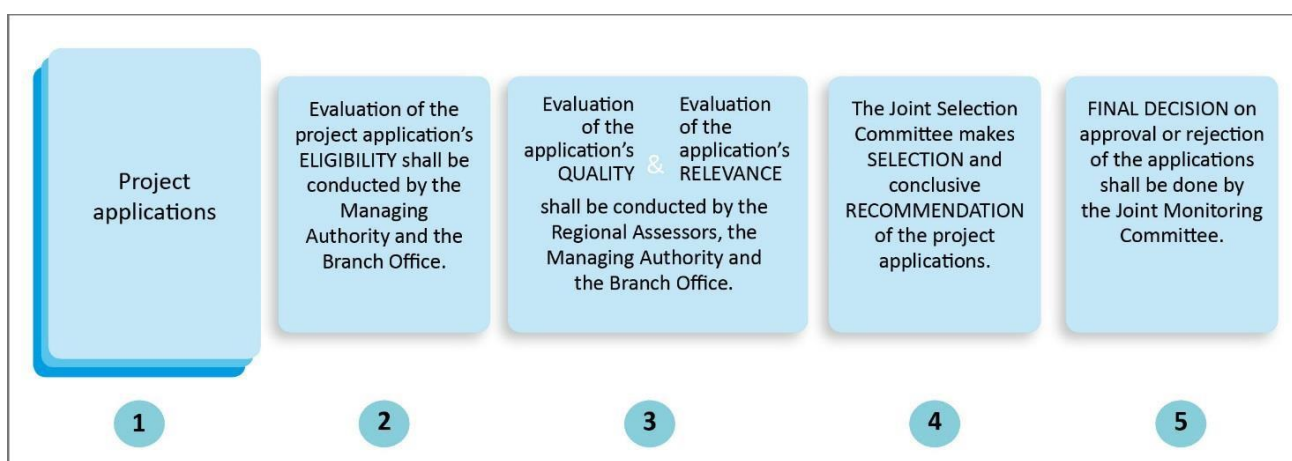 Project
applications
Evaluation of the
project application's
ELIGIBILITY shall be
conducted by the
Managing
Authority and the
Branch Office.
Evaluation
of the
application's
QUALITY
&
Evaluation
of the
application's
RELEVANCE
shall be conducted by the
Regional Assessors, the
Managing Authority and
the Branch Office.
The Joint Selection
Committee makes
SELECTION and
conclusive
RECOMMENDATION
of the project
applications.
FINAL DECISION on
approval or rejection
of the applications
shall be done by
the Joint Monitoring
Committee.
1
2
3
4
5